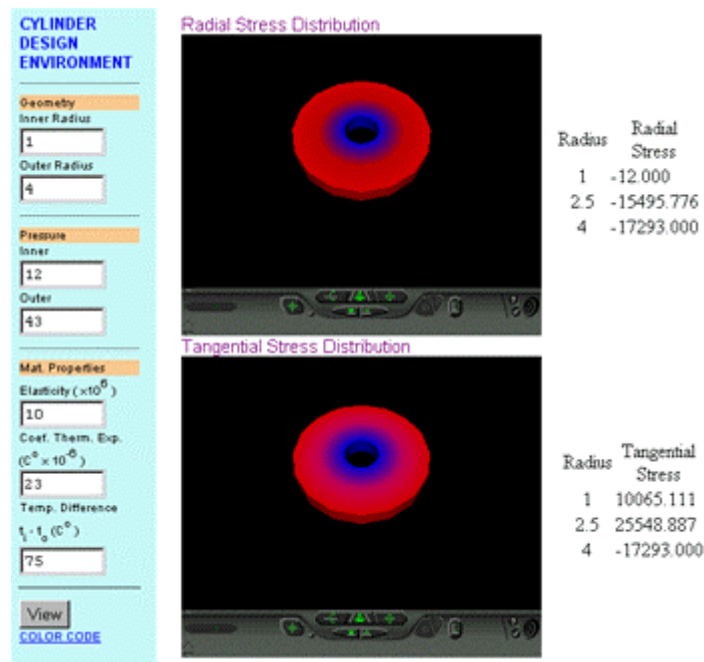 CYLINDER
DESIGN
ENVIRONMENT
Geometry
Inner Radius
1
Outer Radius
4
Pressure
Inner
12
Outer
43
Mat. Properties
Elasticity (x10⁶)
10
Coef. Therm. Exp.
(C° x 10⁻⁶)
23
Temp. Difference
tᵢ - tₒ (C°)
75
View
COLOR CODE
Radial Stress Distribution
Radius Radial Stress
1 -12.000
2.5 -15495.776
4 -17293.000
Tangential Stress Distribution
Radius Tangential Stress
1 10065.111
2.5 25548.887
4 -17293.000